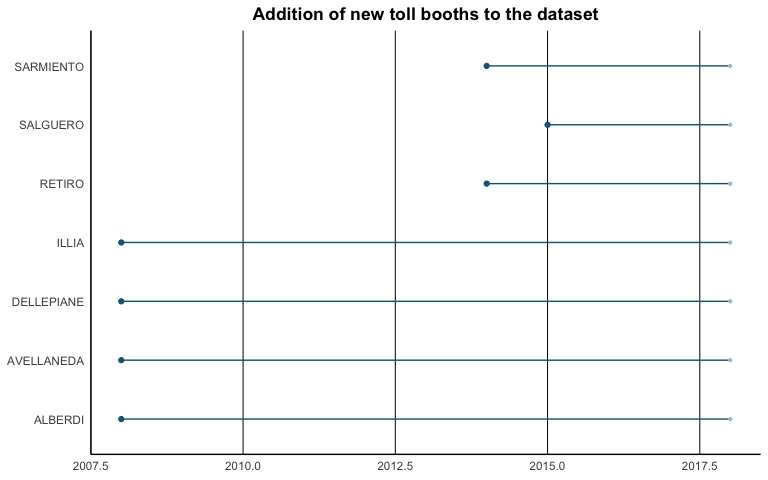 Addition of new toll booths to the dataset
SARMIENTO
SALGUERO
RETIRO
ILLIA
DELLEPIANE
AVELLANEDA
ALBERDI
2007.5 2010.0 2012.5 2015.0 2017.5